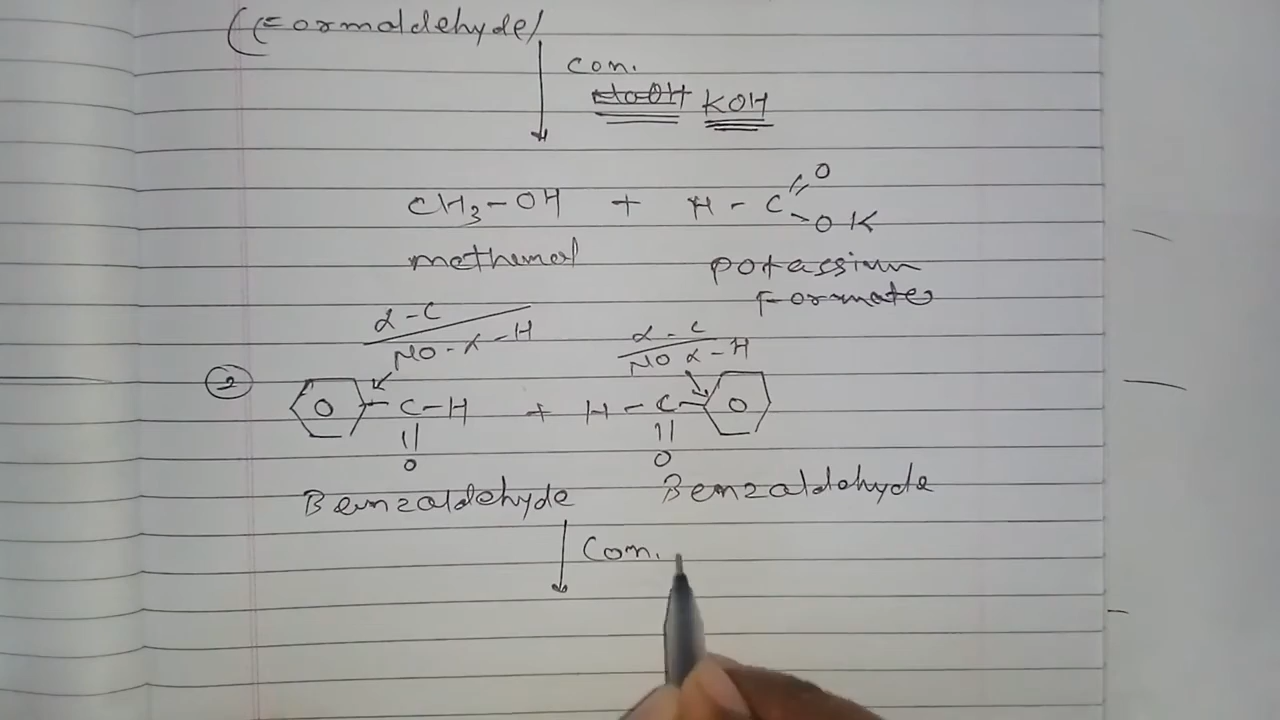 ((Formaldehyde)
Con.
NaOH KOH
CH3-OH + H-C=O-OK
methanol potassium
Formate
α-C α-C
NO-α-H NO α-H
② -C-H + H-C-
O O
Benzaldehyde Benzaldehyde
Con.